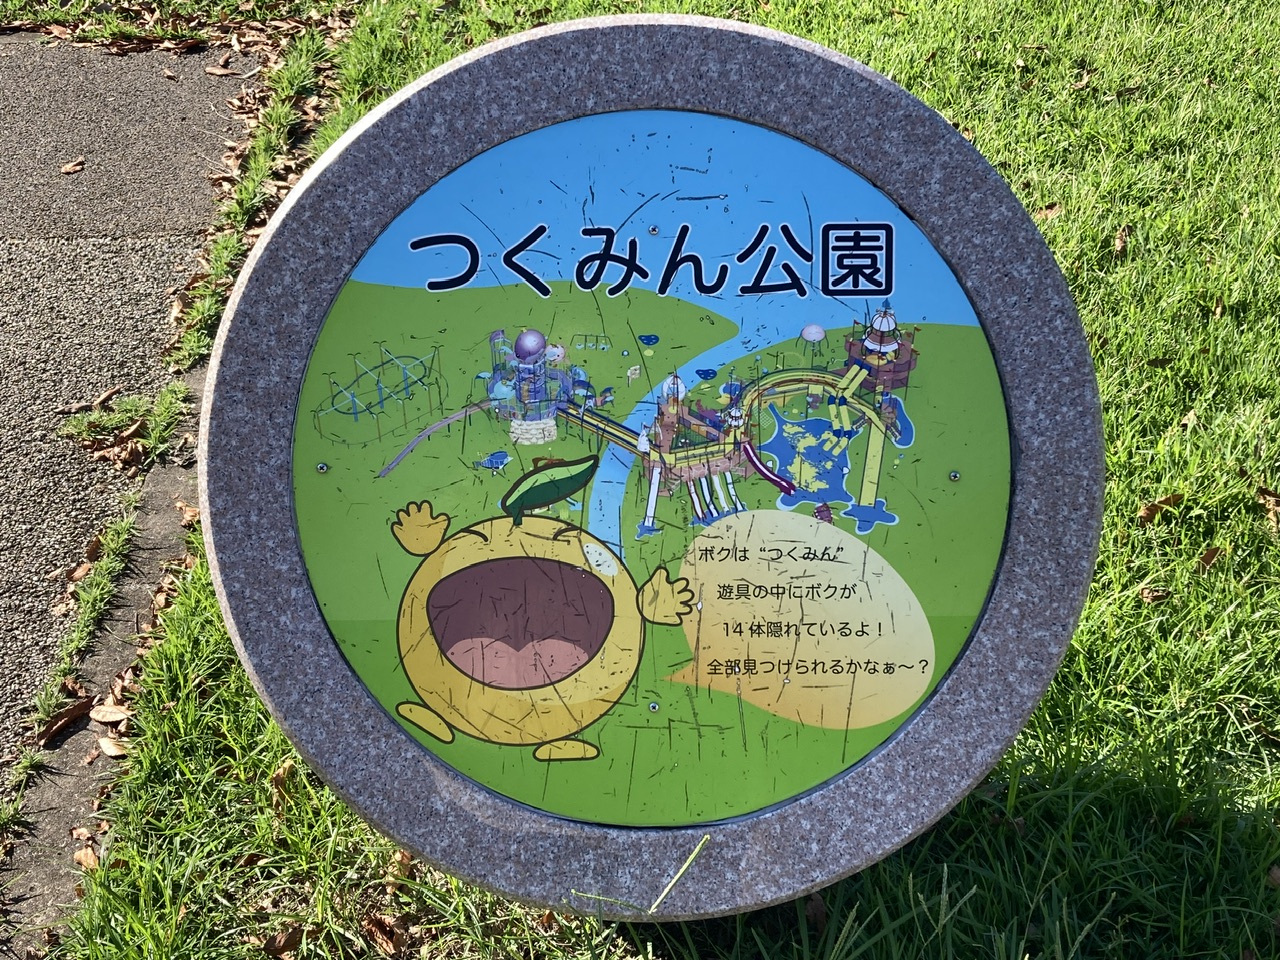 つくみん公園
ボクは“つくみん”
遊具の中にボクが
14体隠れているよ！
全部見つけられるかなぁ～？